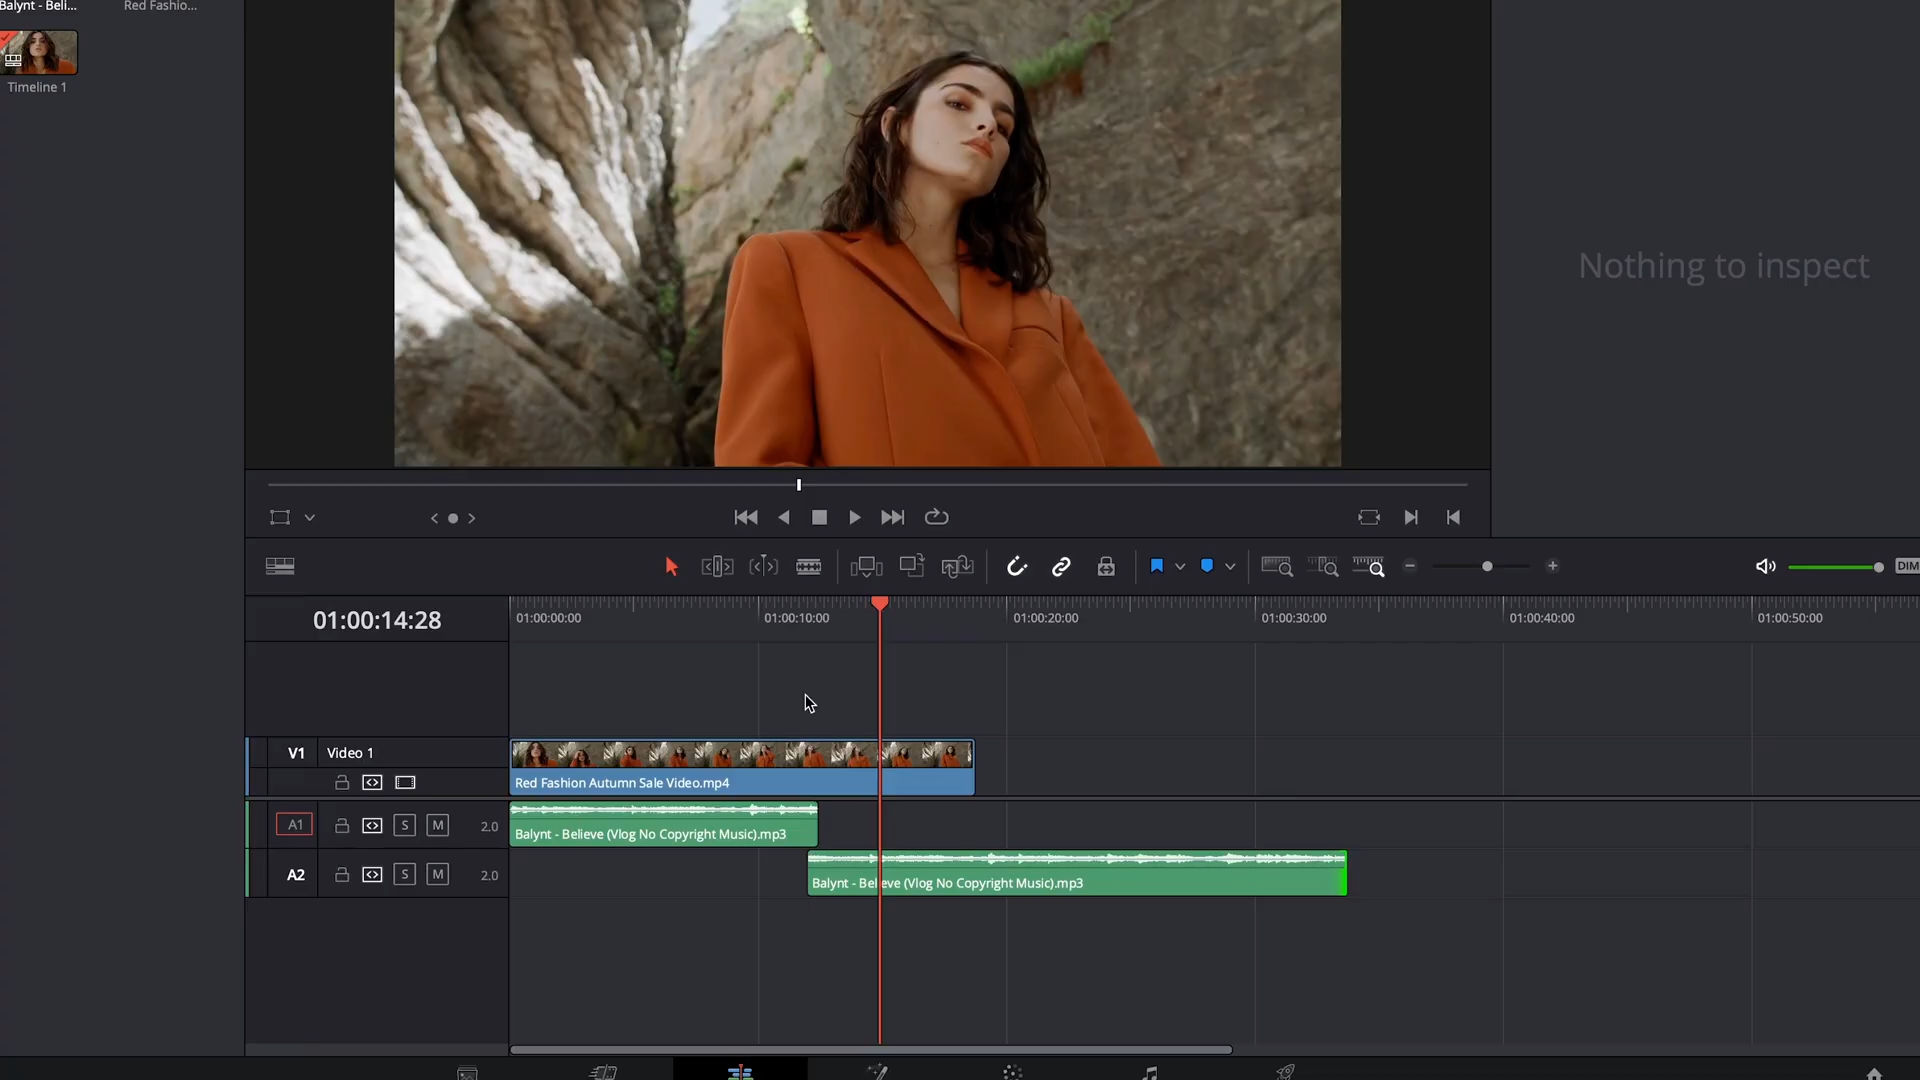 Balynt - Beli...
Red Fashio...
Timeline 1
Nothing to inspect
DIM
01:00:14:28
01:00:00:00
01:00:10:00
01:00:20:00
01:00:30:00
01:00:40:00
01:00:50:00
V1
Video 1
Red Fashion Autumn Sale Video.mp4
A1
S
M
2.0
Balynt - Believe (Vlog No Copyright Music).mp3
A2
S
M
2.0
Balynt - Believe (Vlog No Copyright Music).mp3